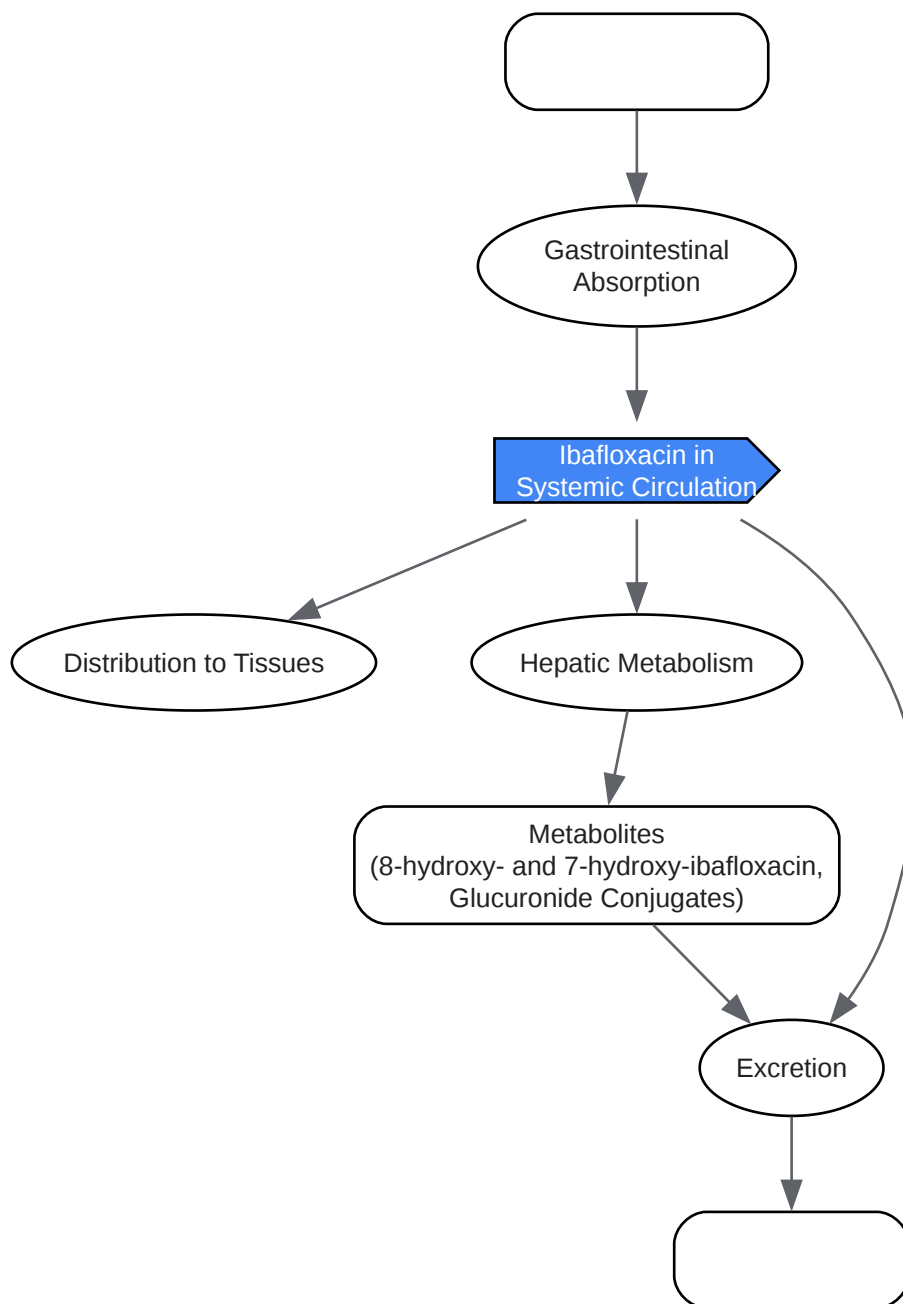 Gastrointestinal
Absorption
Ibafloxacin in
Systemic Circulation
Distribution to Tissues
Hepatic Metabolism
Metabolites
(8-hydroxy- and 7-hydroxy-ibafloxacin,
Glucuronide Conjugates)
Excretion